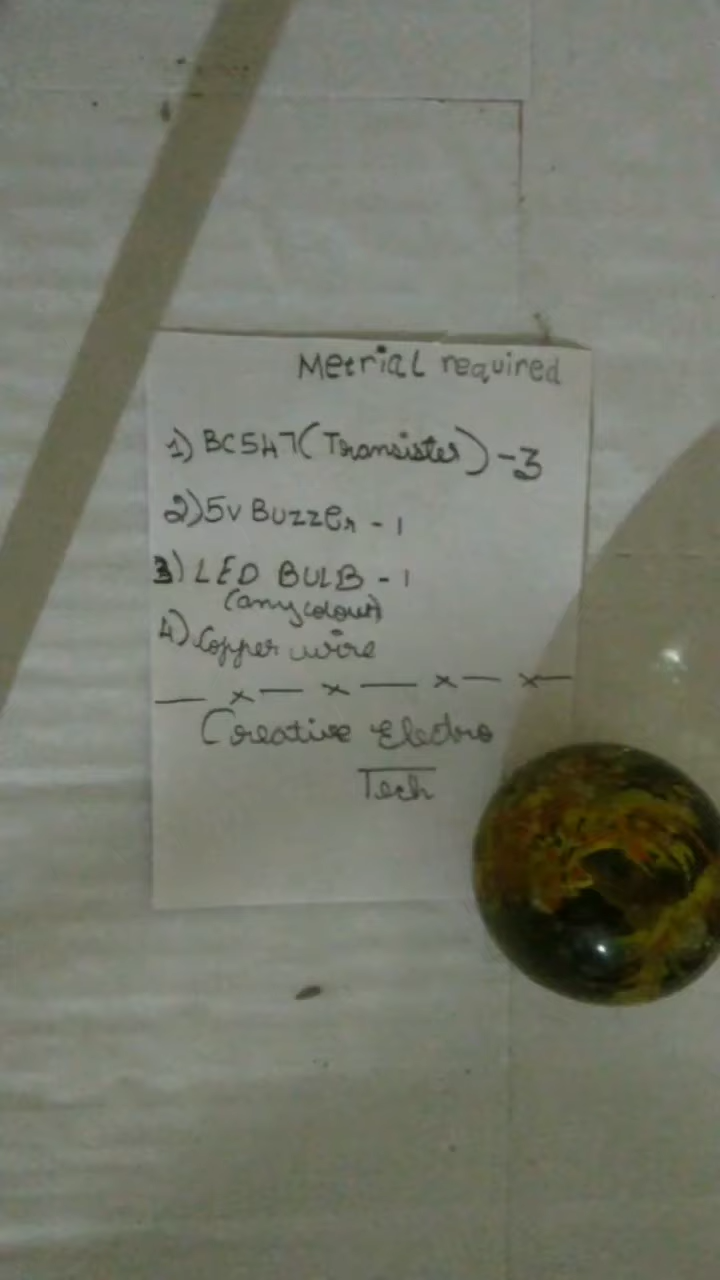 Metrial required
1) BC547 (Transister) - 3
2) 5v Buzzer - 1
3) LED BULB - 1
(any colour)
4) Copper wire
— x — x — x — x —
Creative Electro
Tech